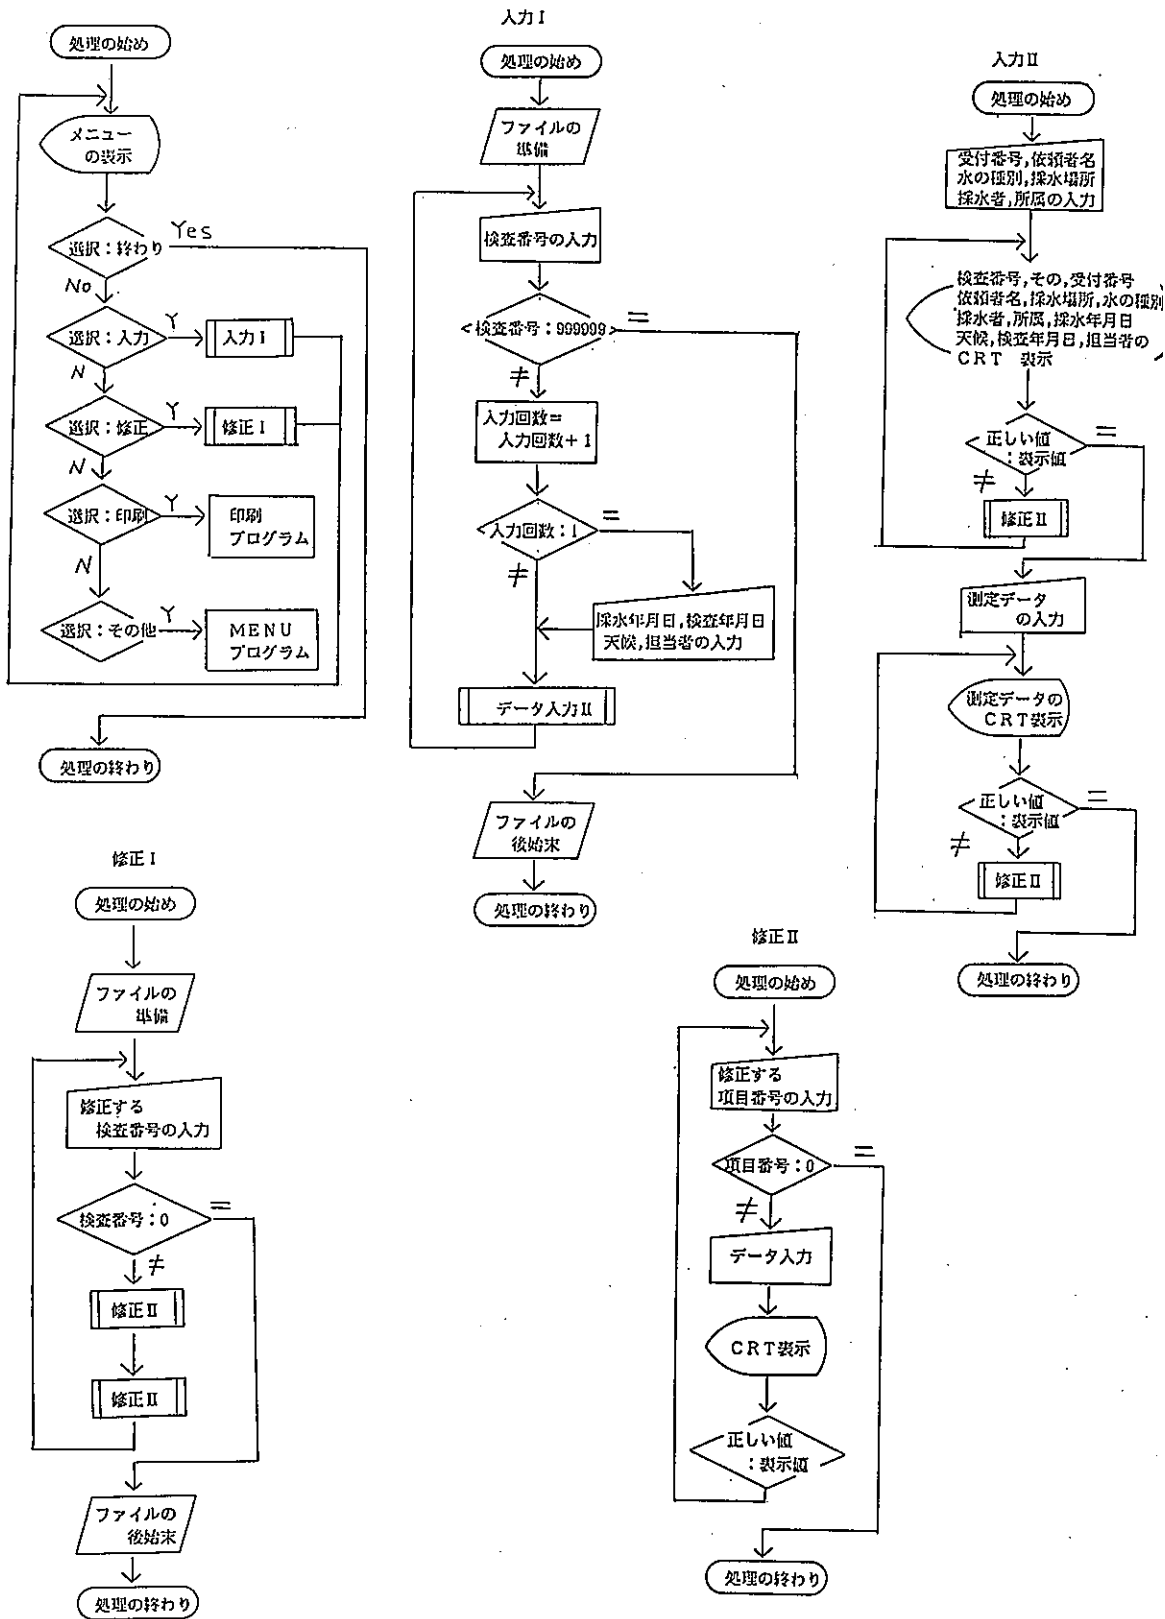 処理の始め
メニュー
の表示
選択:終わり
Yes
No
選択:入力
Y
入力Ⅰ
N
選択:修正
Y
修正Ⅰ
N
選択:印刷
Y
印刷
プログラム
N
選択:その他
Y
MENU
プログラム
処理の終わり
入力Ⅰ
処理の始め
ファイルの
準備
検査番号の入力
検査番号:999999
=
≠
入力回数=
入力回数+1
入力回数:1
=
≠
採水年月日,検査年月日
天候,担当者の入力
データ入力Ⅱ
ファイルの
後始末
処理の終わり
入力Ⅱ
処理の始め
受付番号,依頼者名
水の種別,採水場所
採水者,所属の入力
検査番号,その,受付番号
依頼者名,採水場所,水の種別
採水者,所属,採水年月日
天候,検査年月日,担当者の
CRT 表示
正しい値
:表示値
=
≠
修正Ⅱ
測定データ
の入力
測定データの
CRT表示
正しい値
:表示値
=
≠
修正Ⅱ
処理の終わり
修正Ⅰ
処理の始め
ファイルの
準備
修正する
検査番号の入力
検査番号:0
=
≠
修正Ⅱ
修正Ⅱ
ファイルの
後始末
処理の終わり
修正Ⅱ
処理の始め
修正する
項目番号の入力
項目番号:0
=
≠
データ入力
CRT表示
正しい値
:表示値
処理の終わり